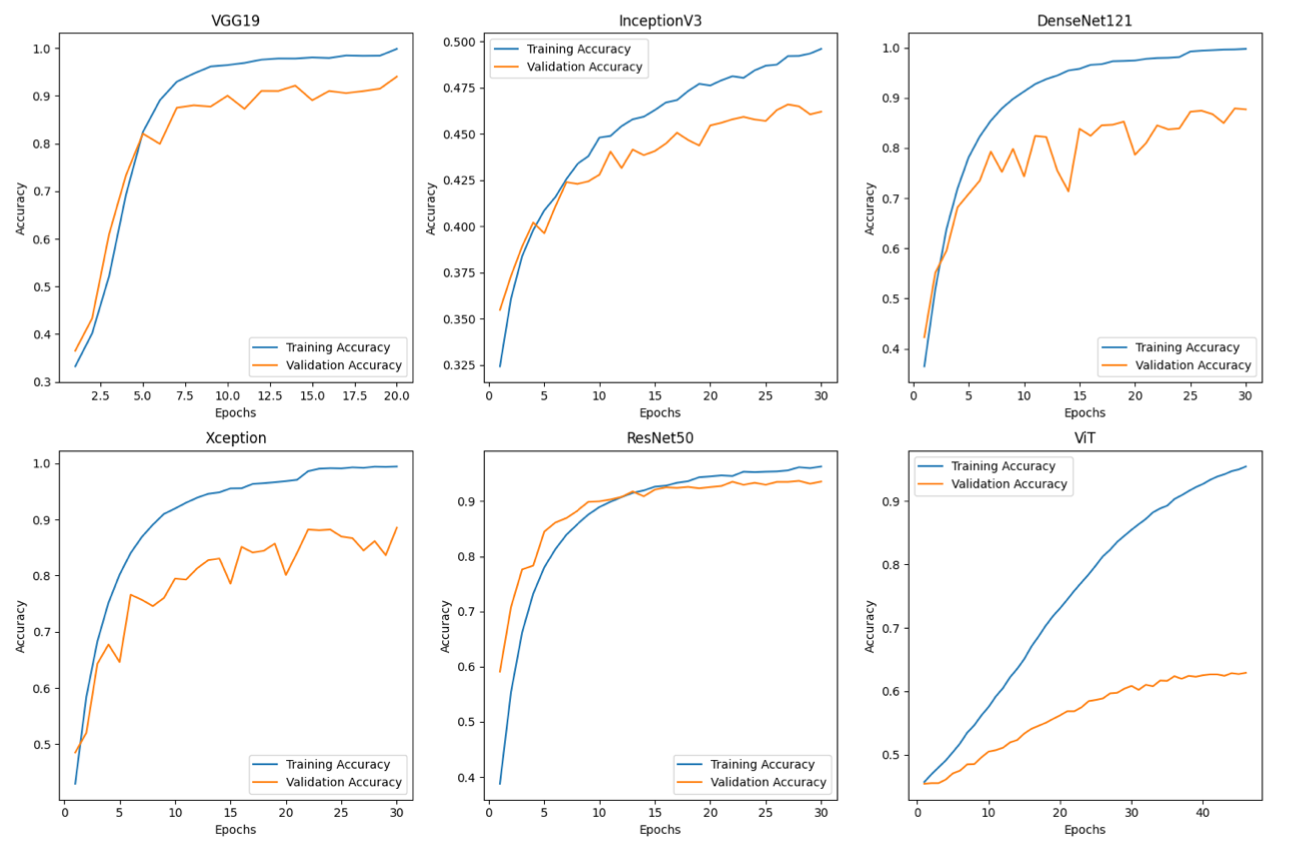 VGG19
1.0
0.9
0.8
0.7
0.6
0.5
0.4
0.3
Accuracy
2.5 5.0 7.5 10.0 12.5 15.0 17.5 20.0
Epochs
Training Accuracy
Validation Accuracy
InceptionV3
0.500
0.475
0.450
0.425
0.400
0.375
0.350
0.325
Accuracy
Training Accuracy
Validation Accuracy
0 5 10 15 20 25 30
Epochs
DenseNet121
1.0
0.9
0.8
0.7
0.6
0.5
0.4
Accuracy
Training Accuracy
Validation Accuracy
0 5 10 15 20 25 30
Epochs
Xception
1.0
0.9
0.8
0.7
0.6
0.5
Accuracy
Training Accuracy
Validation Accuracy
0 5 10 15 20 25 30
Epochs
ResNet50
0.9
0.8
0.7
0.6
0.5
0.4
Accuracy
Training Accuracy
Validation Accuracy
0 5 10 15 20 25 30
Epochs
ViT
Training Accuracy
Validation Accuracy
0.9
0.8
0.7
0.6
0.5
Accuracy
0 10 20 30 40
Epochs